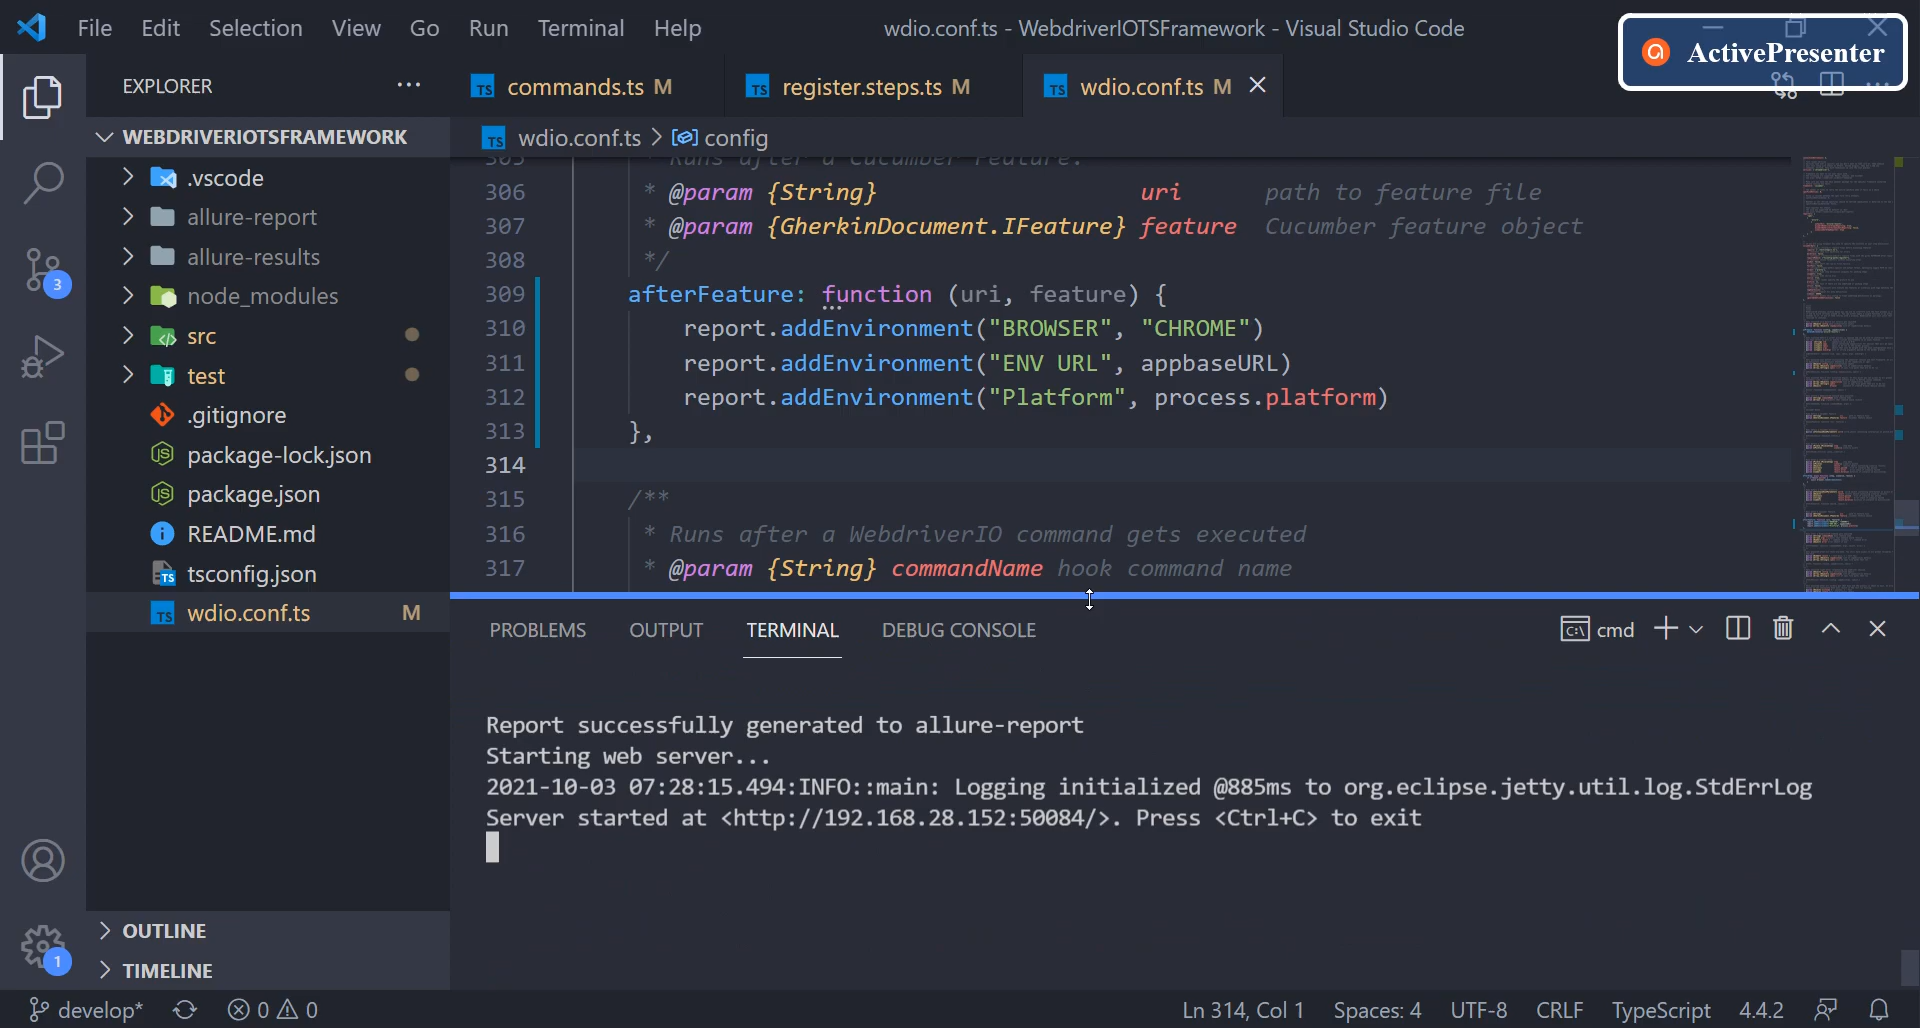 File Edit Selection View Go Run Terminal Help
wdio.conf.ts - WebdriverIOTSFramework - Visual Studio Code
ActivePresenter
EXPLORER
commands.ts M
register.steps.ts M
wdio.conf.ts M
WEBDRIVERIOTSFRAMEWORK
wdio.conf.ts > config
.vscode
allure-report
allure-results
node_modules
src
test
.gitignore
package-lock.json
package.json
README.md
tsconfig.json
wdio.conf.ts M
3
305 * Runs after a Cucumber Feature.
306 * @param {String} uri path to feature file
307 * @param {GherkinDocument.IFeature} feature Cucumber feature object
308 */
309 afterFeature: function (uri, feature) {
310 report.addEnvironment("BROWSER", "CHROME")
311 report.addEnvironment("ENV URL", appbaseURL)
312 report.addEnvironment("Platform", process.platform)
313 },
314
315 /**
316 * Runs after a WebdriverIO command gets executed
317 * @param {String} commandName hook command name
PROBLEMS OUTPUT TERMINAL DEBUG CONSOLE
cmd
Report successfully generated to allure-report
Starting web server...
2021-10-03 07:28:15.494:INFO::main: Logging initialized @885ms to org.eclipse.jetty.util.log.StdErrLog
Server started at <http://192.168.28.152:50084/>. Press <Ctrl+C> to exit
OUTLINE
TIMELINE
1
develop* 0 0
Ln 314, Col 1 Spaces: 4 UTF-8 CRLF TypeScript 4.4.2